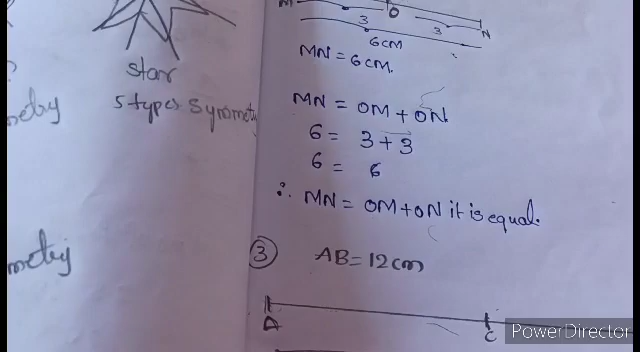 star
5 types Symmetry
M
O
N
3
3
6cm
MN = 6cm.
MN = OM + ON.
6 = 3 + 3
6 = 6
∴ MN = OM + ON it is equal.
③ AB = 12cm
A
C
PowerDirector